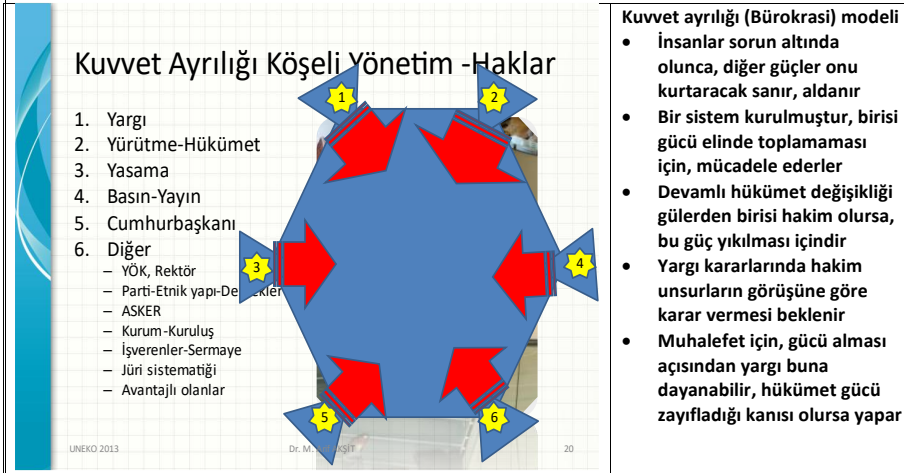 Kuvvet Ayrılığı Köşeli Yönetim -Haklar
1. Yargı
2. Yürütme-Hükümet
3. Yasama
4. Basın-Yayın
5. Cumhurbaşkanı
6. Diğer
– YÖK, Rektör
– Parti-Etnik yapı-
– ASKER
– Kurum-Kuruluş
– İşverenler-Sermaye
– Jüri sistematiği
– Avantajlı olanlar
1
2
3
4
5
6
UNEKO 2013
Dr. M.
20
Kuvvet ayrılığı (Bürokrasi) modeli
• İnsanlar sorun altında
olunca, diğer güçler onu
kurtaracak sanır, aldanır
• Bir sistem kurulmuştur, birisi
gücü elinde toplamaması
için, mücadele ederler
• Devamlı hükümet değişikliği
gülerden birisi hakim olursa,
bu güç yıkılması içindir
• Yargı kararlarında hakim
unsurların görüşüne göre
karar vermesi beklenir
• Muhalefet için, gücü alması
açısından yargı buna
dayanabilir, hükümet gücü
zayıfladığı kanısı olursa yapar